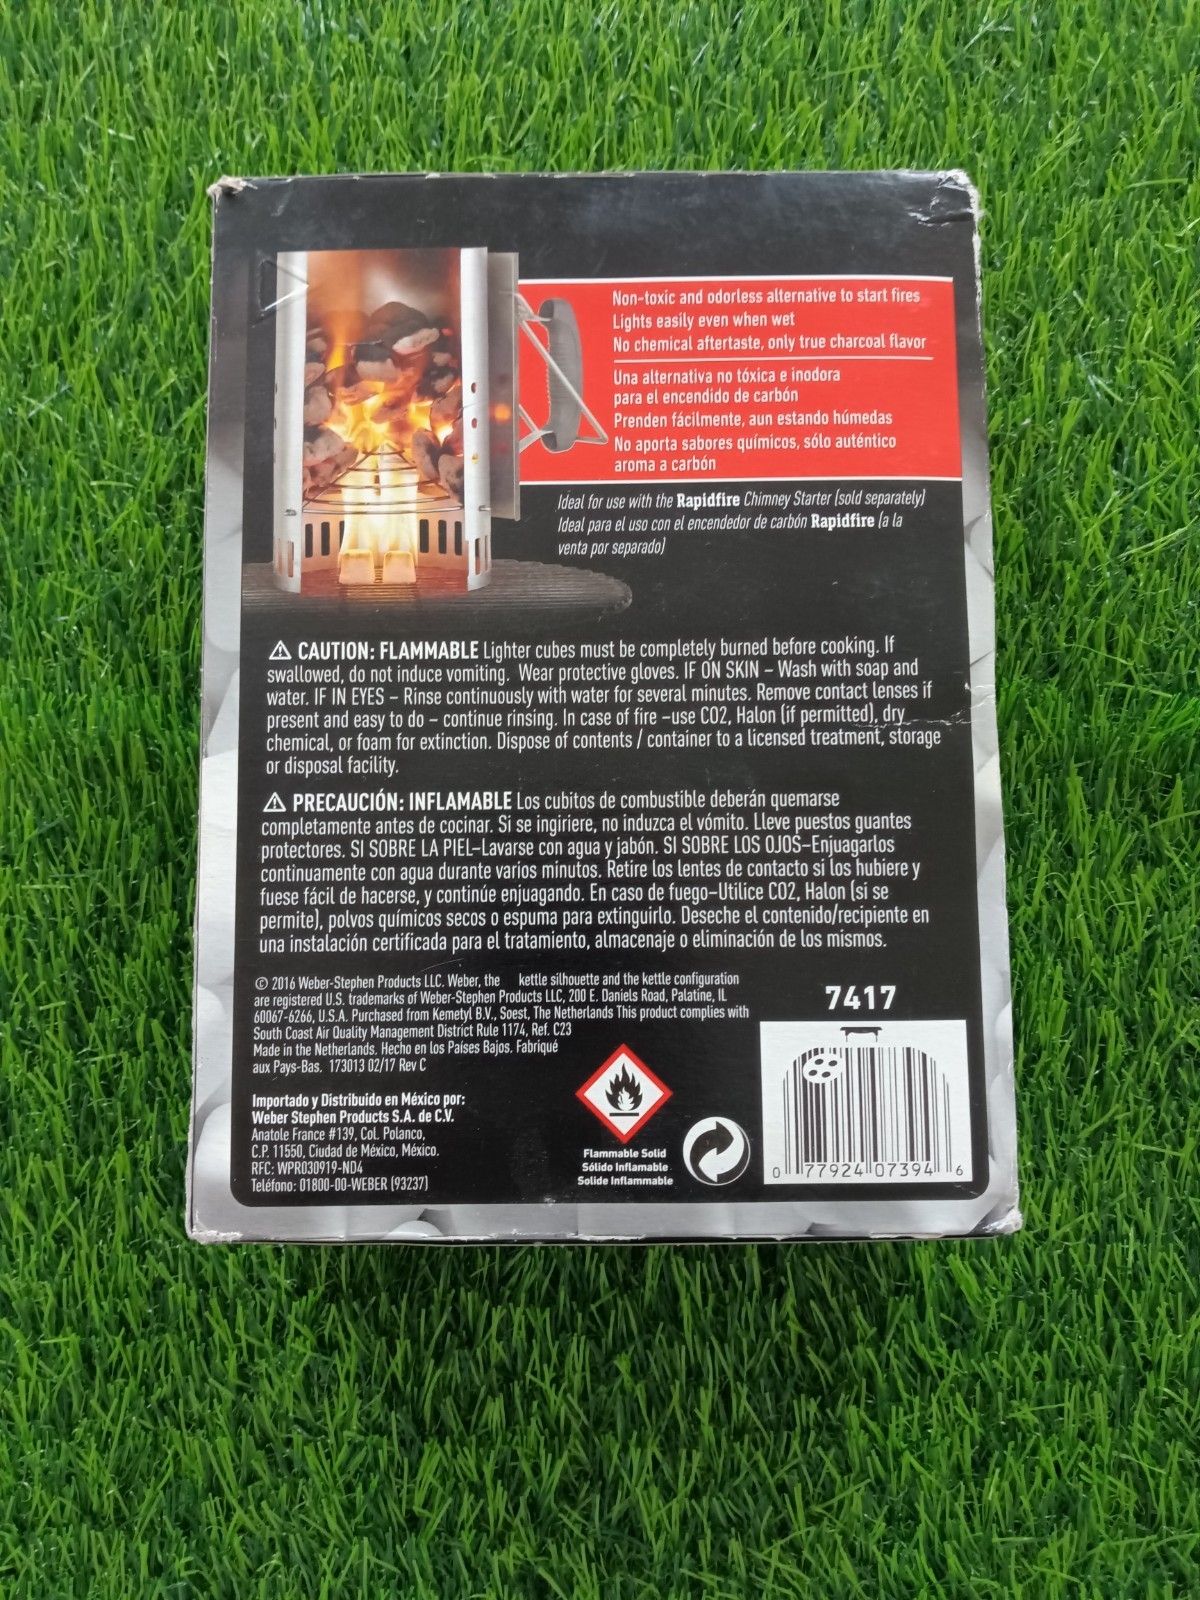 Non-toxic and odorless alternative to start fires
Lights easily even when wet
No chemical aftertaste, only true charcoal flavor
Una alternativa no tóxica e inodora
para el encendido de carbón
Prenden fácilmente, aun estando húmedas
No aporta sabores químicos, sólo auténtico
aroma a carbón
Ideal for use with the Rapidfire Chimney Starter (sold separately)
Ideal para el uso con el encendedor de carbón Rapidfire (a la
venta por separado)
⚠ CAUTION: FLAMMABLE Lighter cubes must be completely burned before cooking. If
swallowed, do not induce vomiting. Wear protective gloves. IF ON SKIN – Wash with soap and
water. IF IN EYES – Rinse continuously with water for several minutes. Remove contact lenses if
present and easy to do – continue rinsing. In case of fire –use CO2, Halon (if permitted), dry
chemical, or foam for extinction. Dispose of contents / container to a licensed treatment, storage
or disposal facility.
⚠ PRECAUCIÓN: INFLAMABLE Los cubitos de combustible deberán quemarse
completamente antes de cocinar. Si se ingiriere, no induzca el vómito. Lleve puestos guantes
protectores. SI SOBRE LA PIEL–Lavarse con agua y jabón. SI SOBRE LOS OJOS–Enjuagarlos
continuamente con agua durante varios minutos. Retire los lentes de contacto si los hubiere y
fuese fácil de hacerse, y continúe enjuagando. En caso de fuego–Utilice CO2, Halon (si se
permite), polvos químicos secos o espuma para extinguirlo. Deseche el contenido/recipiente en
una instalación certificada para el tratamiento, almacenaje o eliminación de los mismos.
© 2016 Weber-Stephen Products LLC. Weber, the kettle silhouette and the kettle configuration
are registered U.S. trademarks of Weber-Stephen Products LLC, 200 E. Daniels Road, Palatine, IL
60067-6266, U.S.A. Purchased from Kemetyl B.V., Soest, The Netherlands This product complies with
South Coast Air Quality Management District Rule 1174, Ref. C23
Made in the Netherlands. Hecho en los Países Bajos. Fabriqué
aux Pays-Bas. 173013 02/17 Rev C
Importado y Distribuido en México por:
Weber Stephen Products S.A. de C.V.
Anatole France #139, Col. Polanco,
C.P. 11550, Ciudad de México, México.
RFC: WPR030919-ND4
Teléfono: 01800-00-WEBER (93237)
Flammable Solid
Sólido Inflamable
Solide Inflammable
7417
0 77924 07394 6